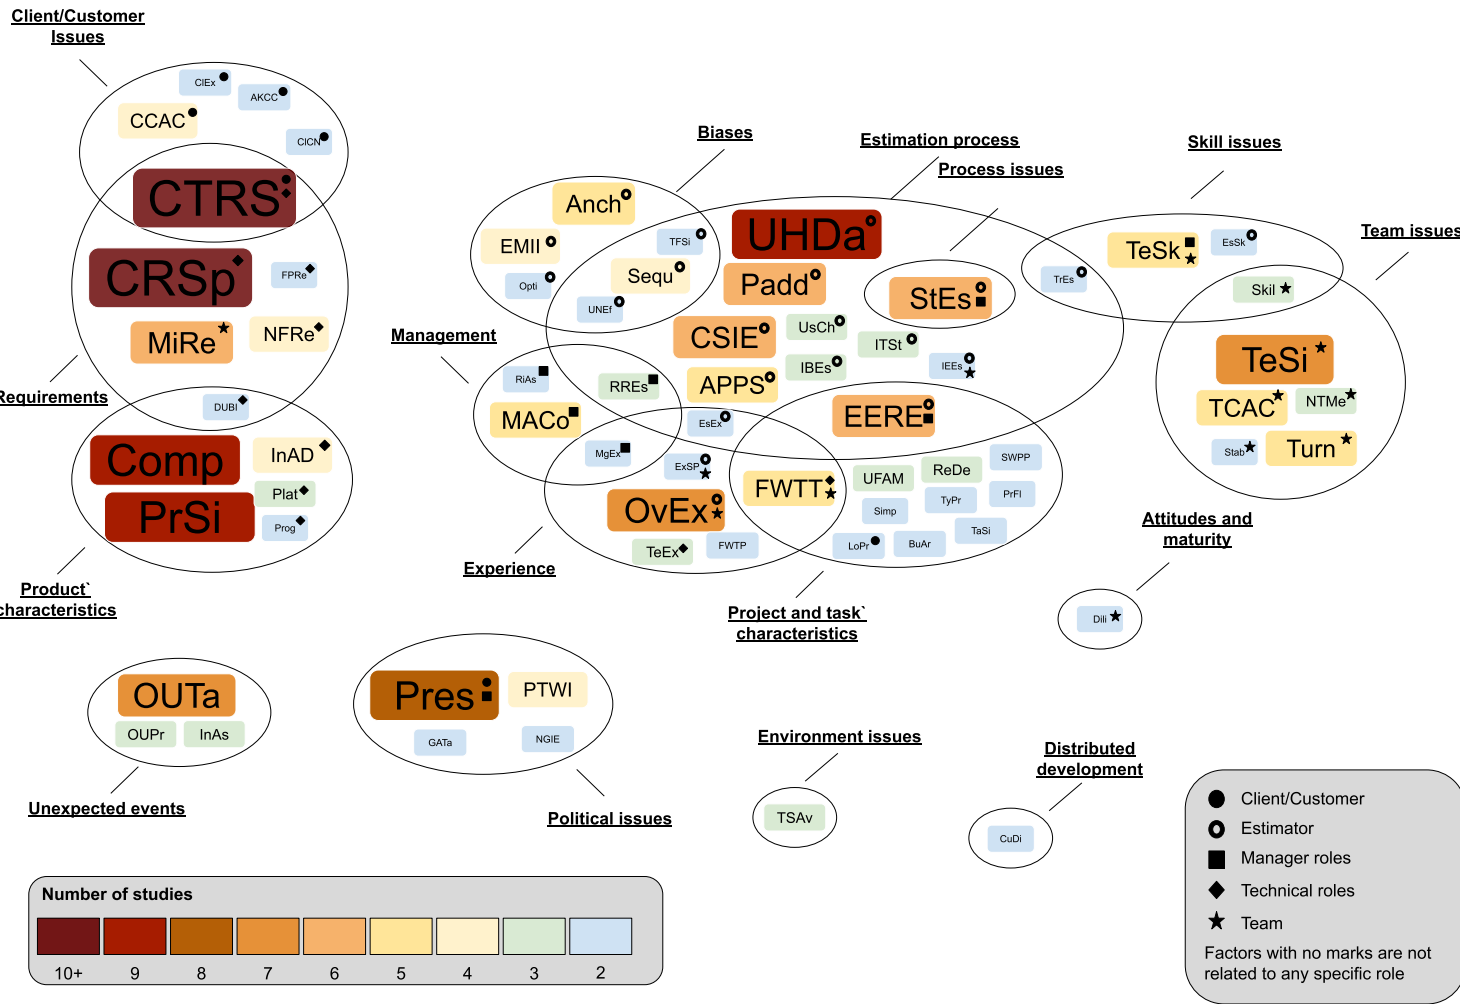 Client/Customer
Issues
ClEx
AKCC
CCAC
ClCN
CTRS
CRSp
FPRe
MiRe
NFRe
Requirements
DUBI
Comp
InAD
Plat
PrSi
Prog
Product`
characteristics
Biases
Estimation process
Process issues
Skill issues
Team issues
Anch
EMII
TFSi
Opti
Sequ
UNEf
UHDa
Padd
StEs
CSIE
UsCh
ITSt
IBEs
IEEs
APPS
TrEs
TeSk
EsSk
Skil
TeSi
TCAC
NTMe
Stab
Turn
Management
RiAs
RREs
MACo
MgEx
EsEx
ExSP
EERE
OvEx
FWTT
TeEx
FWTP
UFAM
ReDe
SWPP
Simp
TyPr
PrFl
LoPr
BuAr
TaSi
Experience
Project and task`
characteristics
Attitudes and
maturity
Dili
OUTa
OUPr
InAs
Unexpected events
Pres
PTWI
GATa
NGIE
Political issues
Environment issues
TSAv
Distributed
development
CuDi
Number of studies
10+ 9 8 7 6 5 4 3 2
Client/Customer
Estimator
Manager roles
Technical roles
Team
Factors with no marks are not
related to any specific role